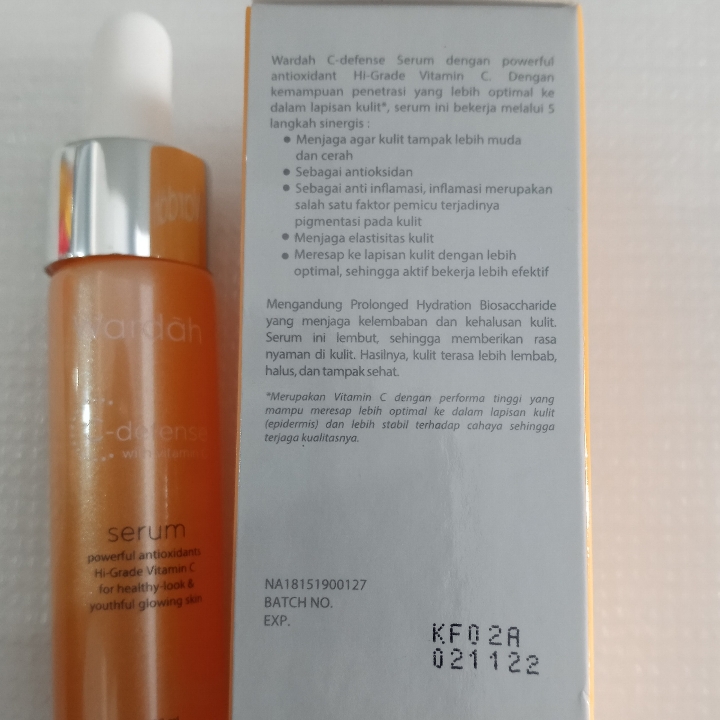 Wardah
C-defense
with vitamin C
serum
powerful antioxidants
Hi-Grade Vitamin C
for healthy-look &
youthful glowing skin
Wardah C-defense Serum dengan powerful
antioxidant Hi-Grade Vitamin C. Dengan
kemampuan penetrasi yang lebih optimal ke
dalam lapisan kulit*, serum ini bekerja melalui 5
langkah sinergis :
• Menjaga agar kulit tampak lebih muda
dan cerah
• Sebagai antioksidan
• Sebagai anti inflamasi, inflamasi merupakan
salah satu faktor pemicu terjadinya
pigmentasi pada kulit
• Menjaga elastisitas kulit
• Meresap ke lapisan kulit dengan lebih
optimal, sehingga aktif bekerja lebih efektif
Mengandung Prolonged Hydration Biosaccharide
yang menjaga kelembaban dan kehalusan kulit.
Serum ini lembut, sehingga memberikan rasa
nyaman di kulit. Hasilnya, kulit terasa lebih lembab,
halus, dan tampak sehat.
*Merupakan Vitamin C dengan performa tinggi yang
mampu meresap lebih optimal ke dalam lapisan kulit
(epidermis) dan lebih stabil terhadap cahaya sehingga
terjaga kualitasnya.
NA18151900127
BATCH NO.
EXP.
KF02A
021122